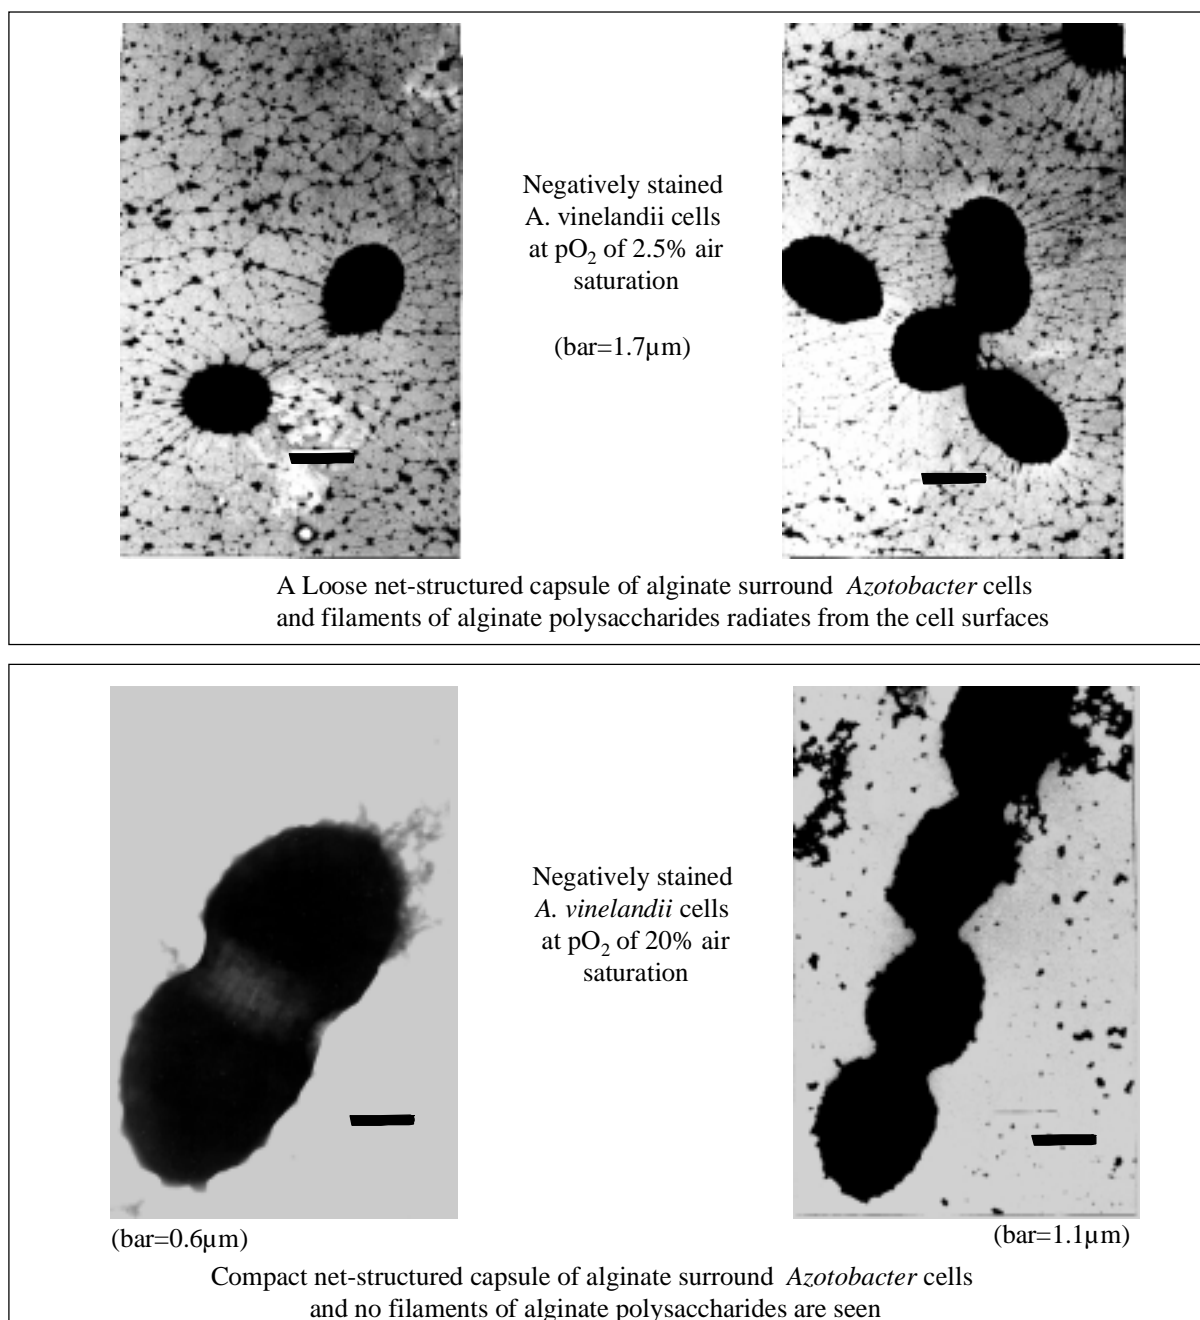 Negatively stained
A. vinelandii cells
at pO₂ of 2.5% air
saturation
(bar=1.7µm)
A Loose net-structured capsule of alginate surround Azotobacter cells
and filaments of alginate polysaccharides radiates from the cell surfaces
Negatively stained
A. vinelandii cells
at pO₂ of 20% air
saturation
(bar=0.6µm)
(bar=1.1µm)
Compact net-structured capsule of alginate surround Azotobacter cells
and no filaments of alginate polysaccharides are seen